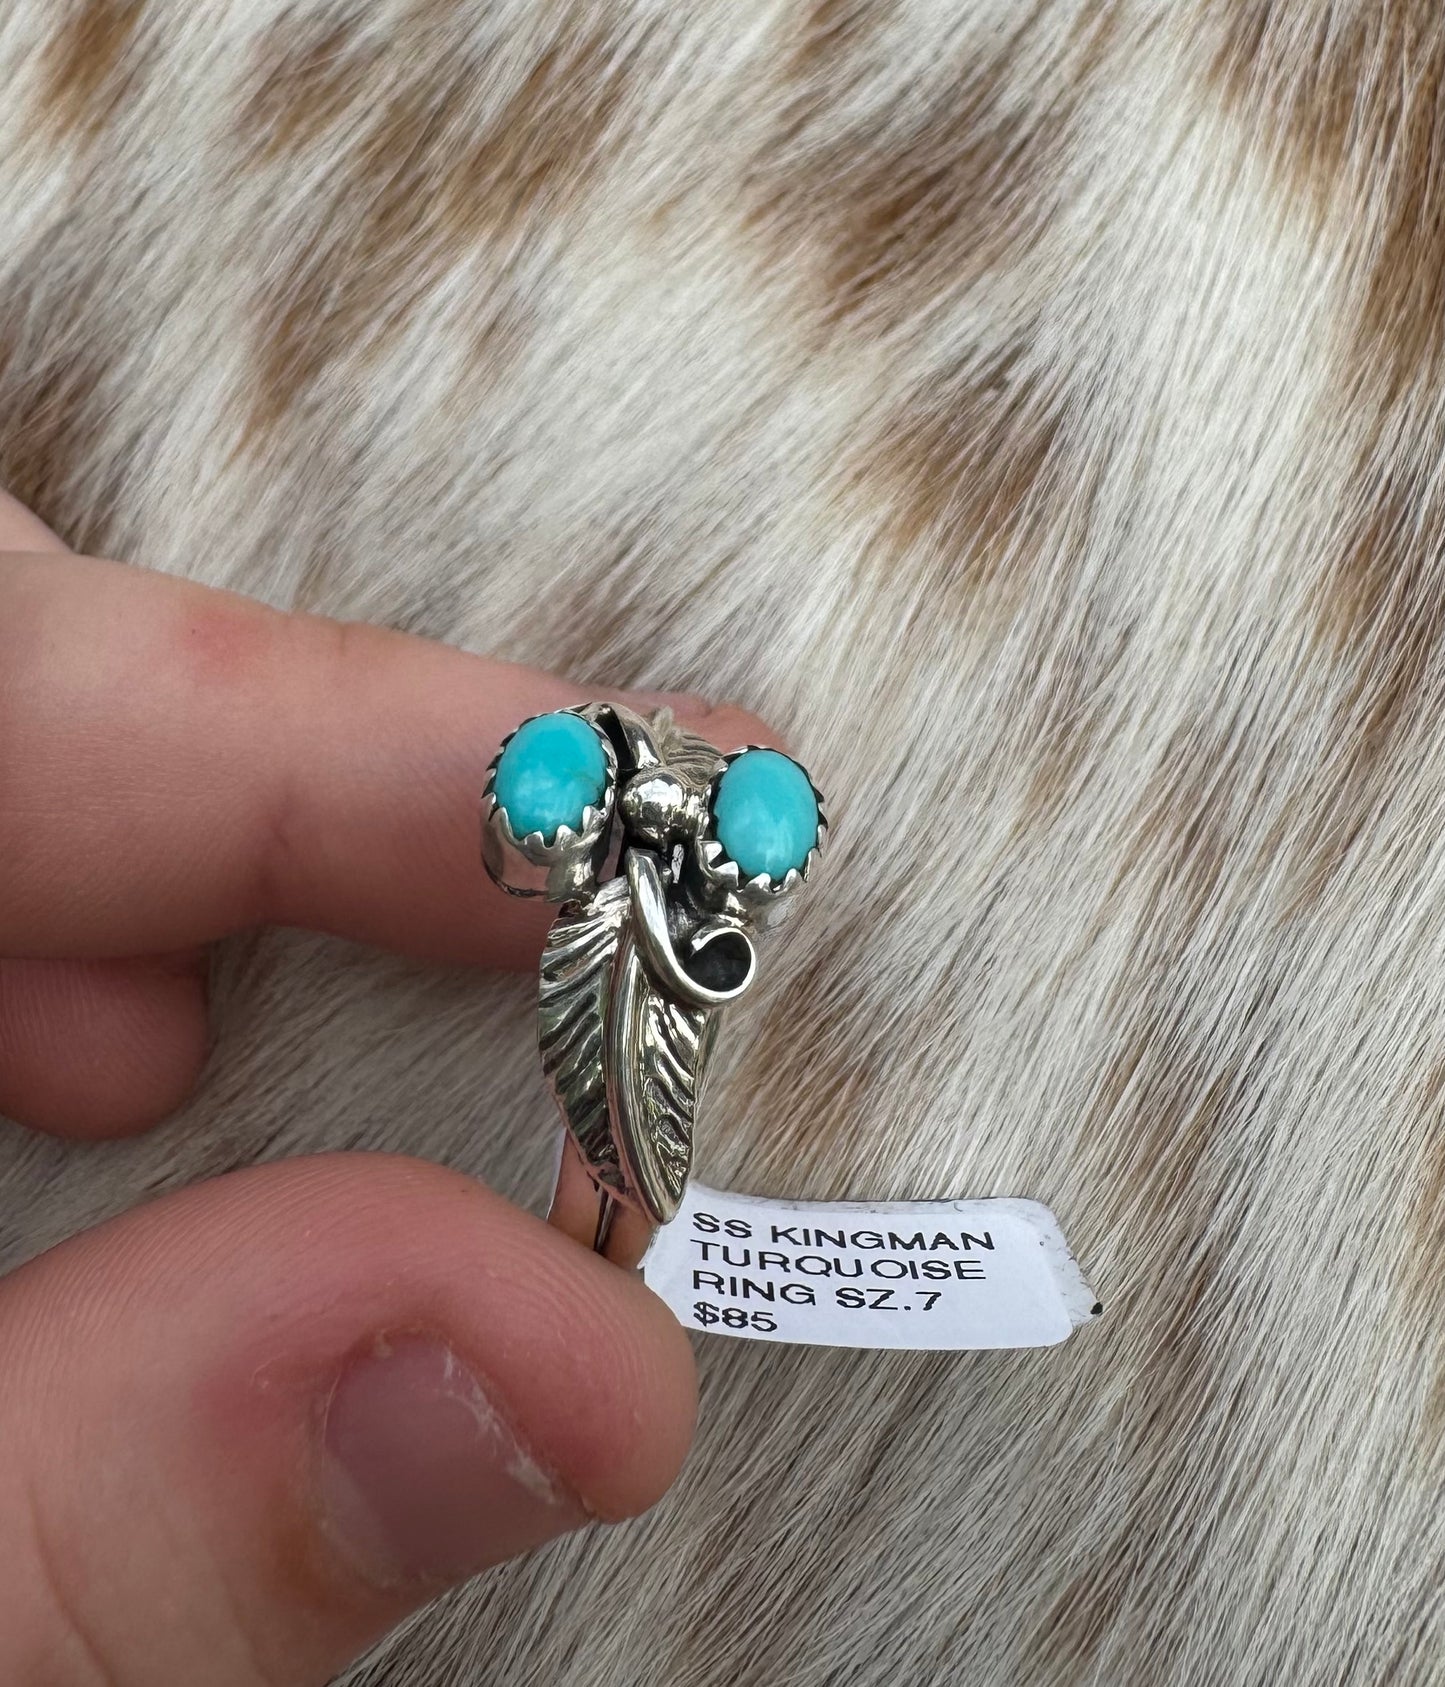 SS KINGMAN
TURQUOISE
RING SZ.7
$85